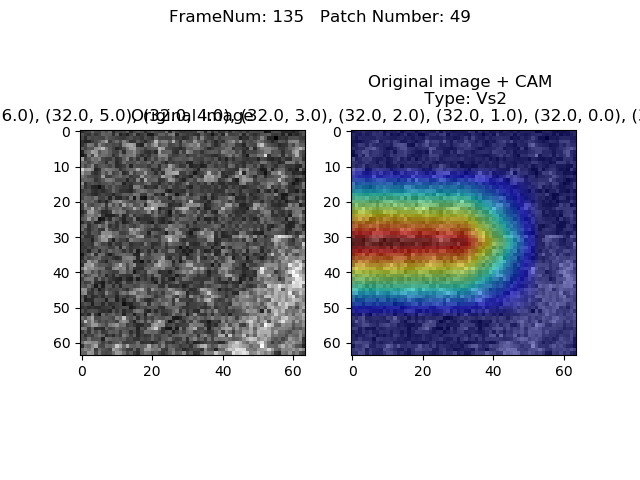 FrameNum: 135   Patch Number: 49
Original image + CAM
Type: Vs2
6.0), (32.0, 5.0), (32.0, 4.0), (32.0, 3.0), (32.0, 2.0), (32.0, 1.0), (32.0, 0.0), (3
Original image
0
10
20
30
40
50
60
0 20 40 60
0
10
20
30
40
50
60
0 20 40 60